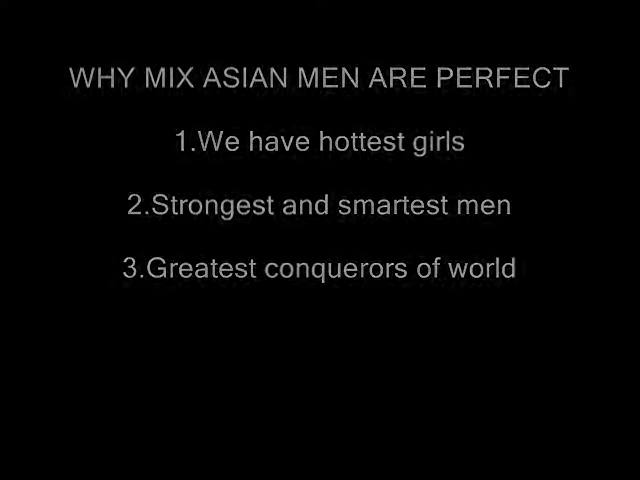 WHY MIX ASIAN MEN ARE PERFECT
1.We have hottest girls
2.Strongest and smartest men
3.Greatest conquerors of world